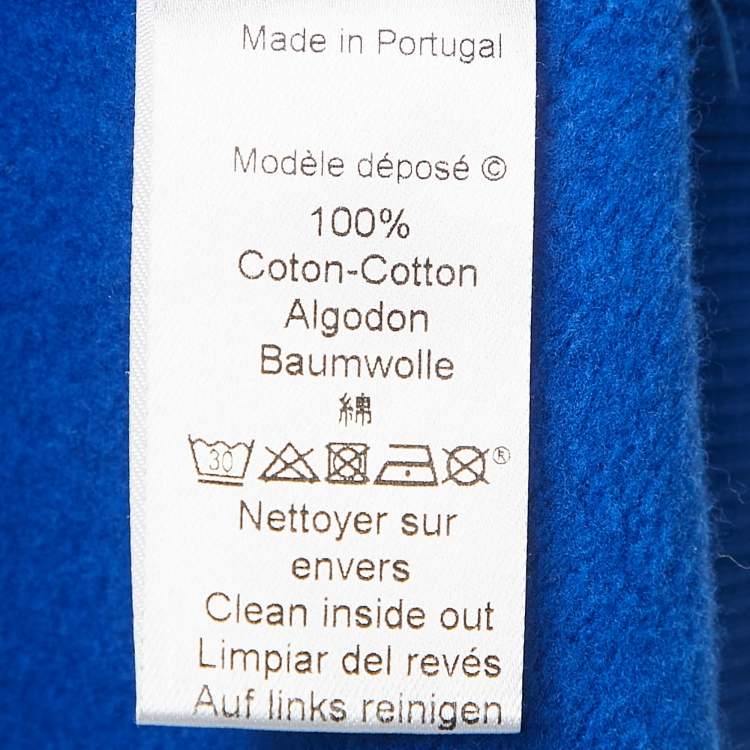 Made in Portugal
Modèle déposé ©
100%
Coton-Cotton
Algodon
Baumwolle
綿
30 ®
Nettoyer sur
envers
Clean inside out
Limpiar del revés
Auf links reinigen